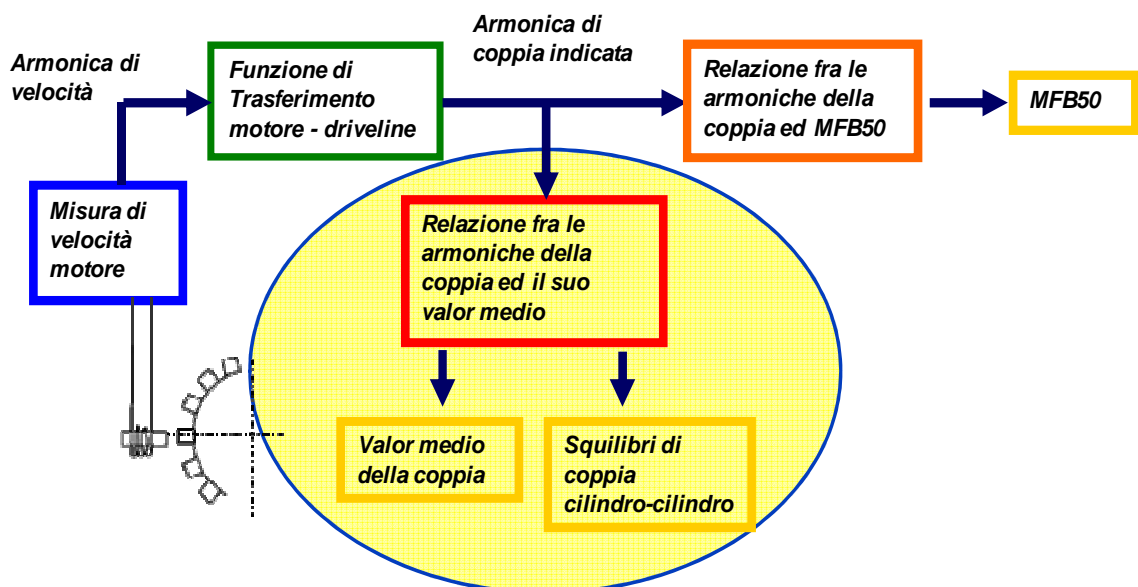 Armonica di
velocità
Funzione di
Trasferimento
motore - driveline
Armonica di
coppia indicata
Relazione fra le
armoniche della
coppia ed MFB50
MFB50
Misura di
velocità
motore
Relazione fra le
armoniche della
coppia ed il suo
valor medio
Valor medio
della coppia
Squilibri di
coppia
cilindro-cilindro